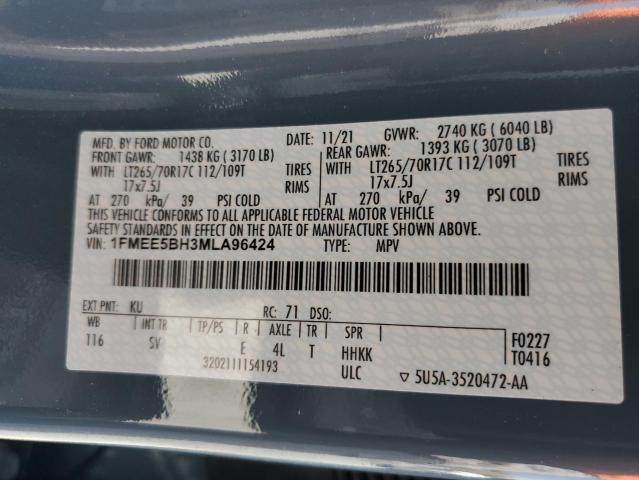 MFD. BY FORD MOTOR CO. DATE: 11/21 GVWR: 2740 KG ( 6040 LB)
FRONT GAWR: 1438 KG ( 3170 LB) REAR GAWR: 1393 KG ( 3070 LB)
WITH LT265/70R17C 112/109T TIRES WITH LT265/70R17C 112/109T TIRES
17x7.5J RIMS 17x7.5J RIMS
AT 270 kPa/ 39 PSI COLD AT 270 kPa/ 39 PSI COLD
THIS VEHICLE CONFORMS TO ALL APPLICABLE FEDERAL MOTOR VEHICLE
SAFETY STANDARDS IN EFFECT ON THE DATE OF MANUFACTURE SHOWN ABOVE.
VIN: 1FMEE5BH3MLA96424 TYPE: MPV
EXT PNT: KU RC: 71 DSO:
WB INT TR TP/PS R AXLE TR SPR F0227
116 SV E 4L T HHKK T0416
3202111154193 ULC ▽ 5U5A-3520472-AA